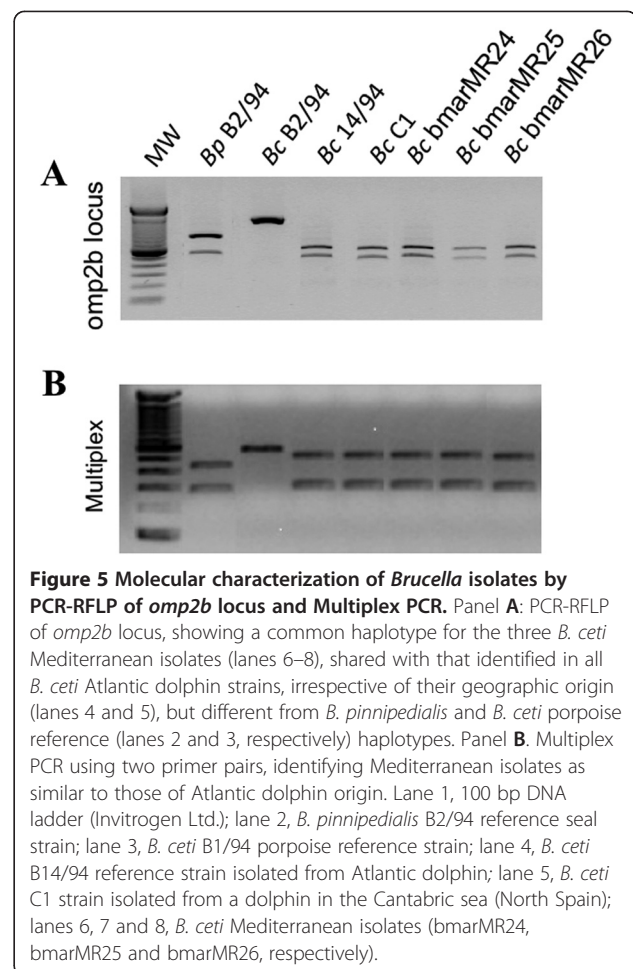 MW
Bp B2/94
Bc B2/94
Bc 14/94
Bc C1
Bc bmarMR24
Bc bmarMR25
Bc bmarMR26
A
omp2b locus
B
Multiplex
Figure 5 Molecular characterization of Brucella isolates by
PCR-RFLP of omp2b locus and Multiplex PCR. Panel A: PCR-RFLP
of omp2b locus, showing a common haplotype for the three B. ceti
Mediterranean isolates (lanes 6–8), shared with that identified in all
B. ceti Atlantic dolphin strains, irrespective of their geographic origin
(lanes 4 and 5), but different from B. pinnipedialis and B. ceti porpoise
reference (lanes 2 and 3, respectively) haplotypes. Panel B. Multiplex
PCR using two primer pairs, identifying Mediterranean isolates as
similar to those of Atlantic dolphin origin. Lane 1, 100 bp DNA
ladder (Invitrogen Ltd.); lane 2, B. pinnipedialis B2/94 reference seal
strain; lane 3, B. ceti B1/94 porpoise reference strain; lane 4, B. ceti
B14/94 reference strain isolated from Atlantic dolphin; lane 5, B. ceti
C1 strain isolated from a dolphin in the Cantabric sea (North Spain);
lanes 6, 7 and 8, B. ceti Mediterranean isolates (bmarMR24,
bmarMR25 and bmarMR26, respectively).